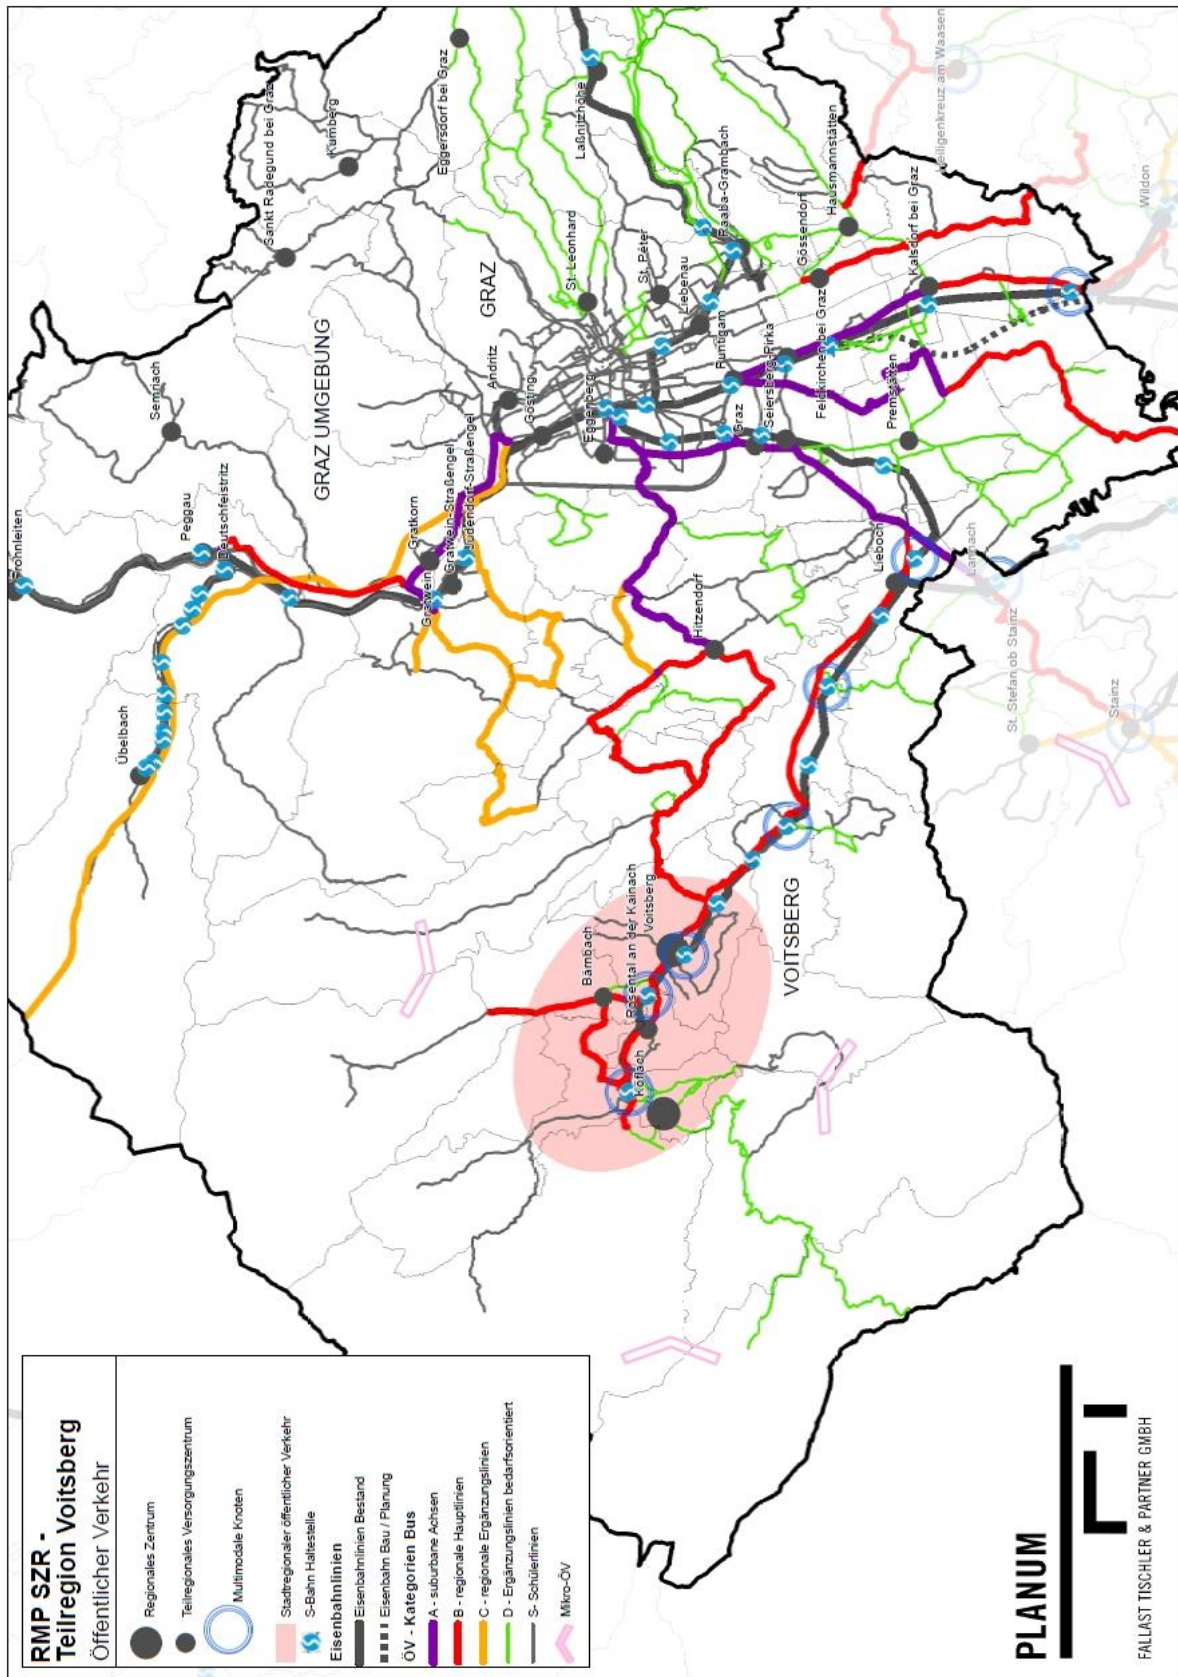 RMP SZR -
Teilregion Voitsberg
Öffentlicher Verkehr
Regionales Zentrum
Teilregionales Versorgungszentrum
Multimodale Knoten
Stadtregionaler öffentlicher Verkehr
S-Bahn Haltestelle
Eisenbahnlinien
Eisenbahnlinien Bestand
Eisenbahn Bau / Planung
ÖV - Kategorien Bus
A - suburbane Achsen
B - regionale Hauptlinien
C - regionale Ergänzungslinien
D - Ergänzungslinien bedarfsorientiert
S- Schülerlinien
Mikro-ÖV
Frohnleiten
Übelbach
Peggau
Deutschfeistritz
Semriach
GRAZ UMGEBUNG
Sankt Radegund bei Graz
Kumberg
Eggersdorf bei Graz
Gratkorn
Gratwein-Straßengel
Judendorf-Straßengel
Gratwein
Andritz
Gösting
GRAZ
St. Leonhard
Laßnitzhöhe
Eggenberg
St. Peter
Liebenau
Raaba-Grambach
Hitzendorf
Puntigam
Graz
Seiersberg-Pirka
Gössendorf
Hausmannstätten
Feldkirchen bei Graz
Kalsdorf bei Graz
Premstätten
Lieboch
Lannach
Heiligenkreuz am Waasen
Wildon
St. Stefan ob Stainz
Stainz
Bärnbach
Rosental an der Kainach
Voitsberg
Köflach
VOITSBERG
PLANUM
FALLAST TISCHLER & PARTNER GMBH